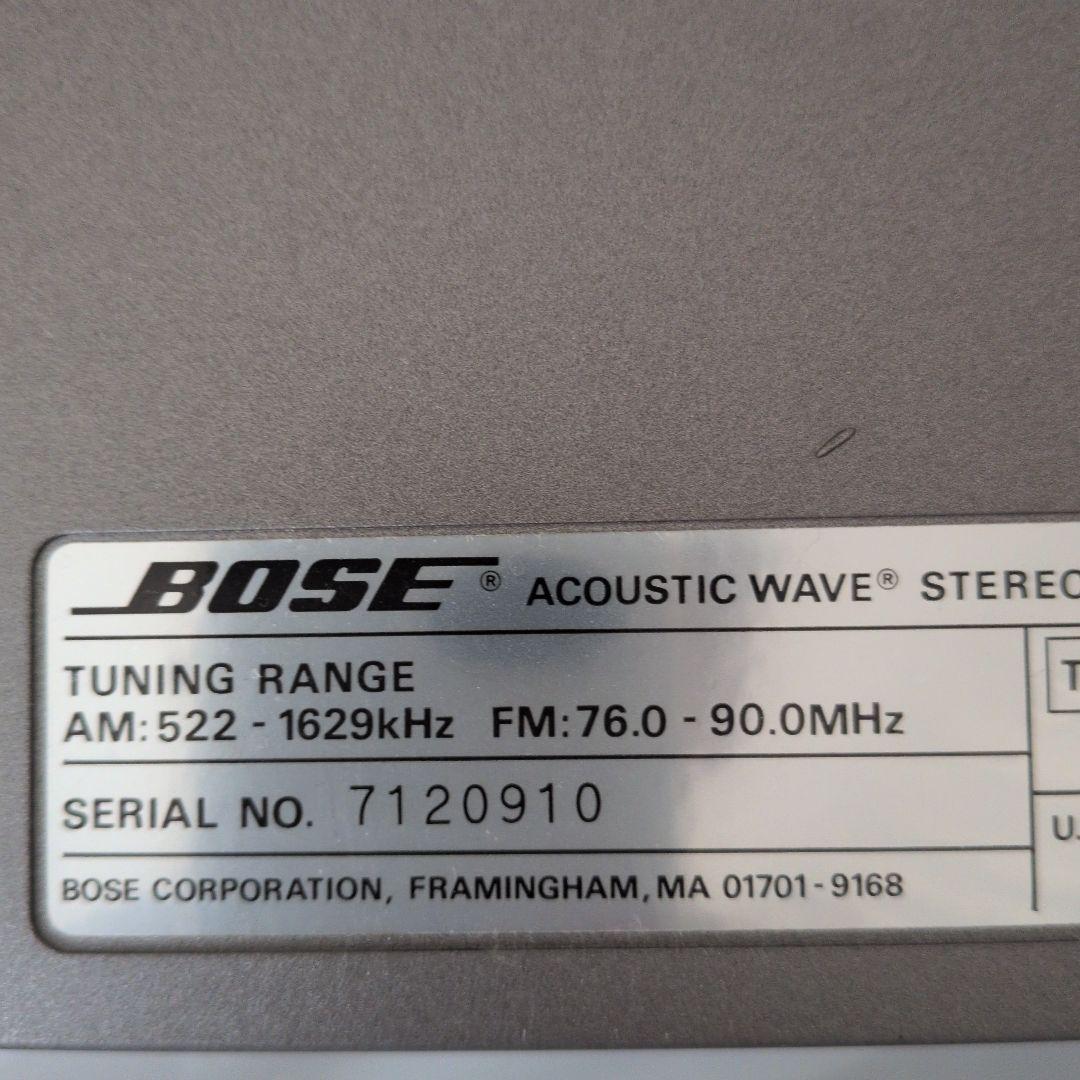 BOSE® ACOUSTIC WAVE® STEREO
TUNING RANGE
AM: 522 - 1629kHz FM: 76.0 - 90.0MHz
SERIAL NO. 7120910
BOSE CORPORATION, FRAMINGHAM, MA 01701-9168
T
U.